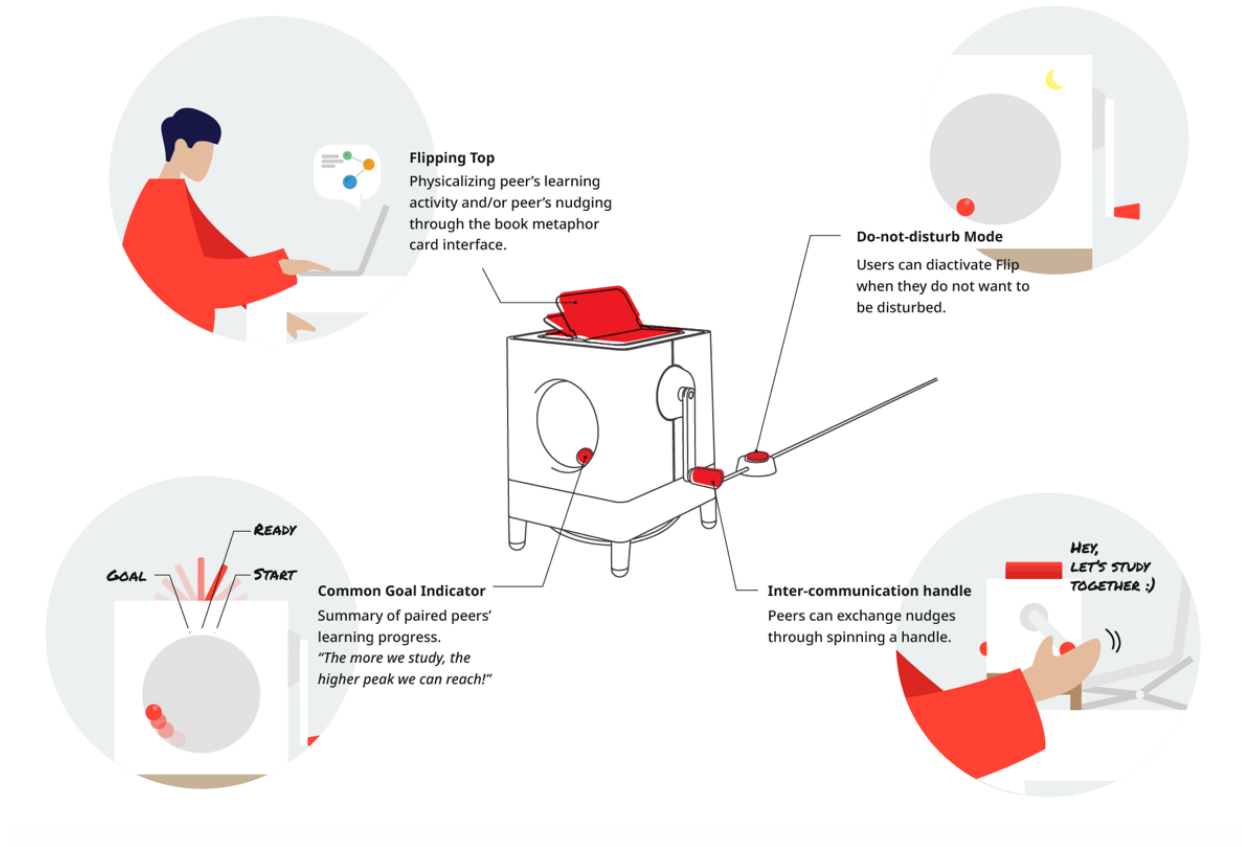 Flipping Top
Physicalizing peer’s learning
activity and/or peer’s nudging
through the book metaphor
card interface.
Do-not-disturb Mode
Users can diactivate Flip
when they do not want to
be disturbed.
READY
GOAL
START
Common Goal Indicator
Summary of paired peers’
learning progress.
“The more we study, the
higher peak we can reach!”
HEY,
LET'S STUDY
TOGETHER :)
Inter-communication handle
Peers can exchange nudges
through spinning a handle.